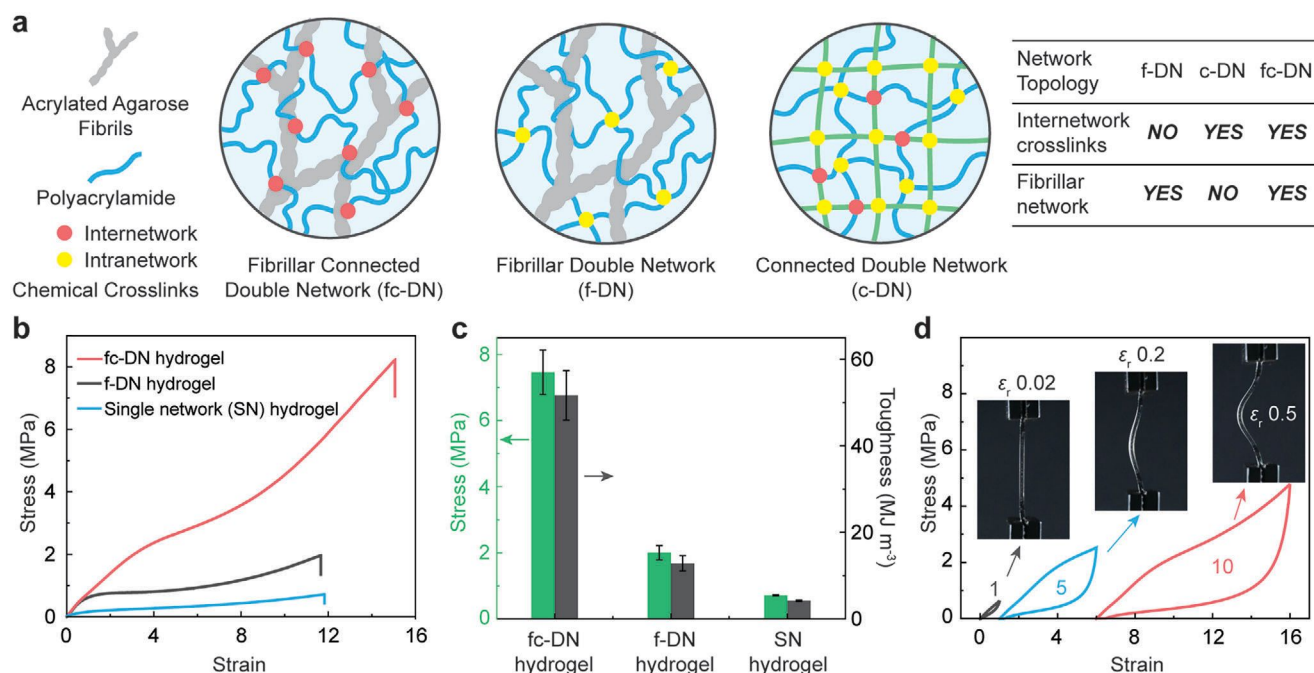 a
Acrylated Agarose
Fibrils
Polyacrylamide
Internetwork
Intranetwork
Chemical Crosslinks
Fibrillar Connected
Double Network (fc-DN)
Fibrillar Double Network
(f-DN)
Connected Double Network
(c-DN)
Network
Topology
f-DN c-DN fc-DN
Internetwork
crosslinks
NO YES YES
Fibrillar
network
YES NO YES
b
fc-DN hydrogel
f-DN hydrogel
Single network (SN) hydrogel
Stress (MPa)
8
6
4
2
0
0 4 8 12 16
Strain
c
Stress (MPa)
8
6
4
2
0
60
40
20
0
Toughness (MJ m⁻³)
fc-DN
hydrogel
f-DN
hydrogel
SN
hydrogel
d
Stress (MPa)
8
6
4
2
0
εr 0.02
εr 0.2
εr 0.5
1
5
10
0 4 8 12 16
Strain